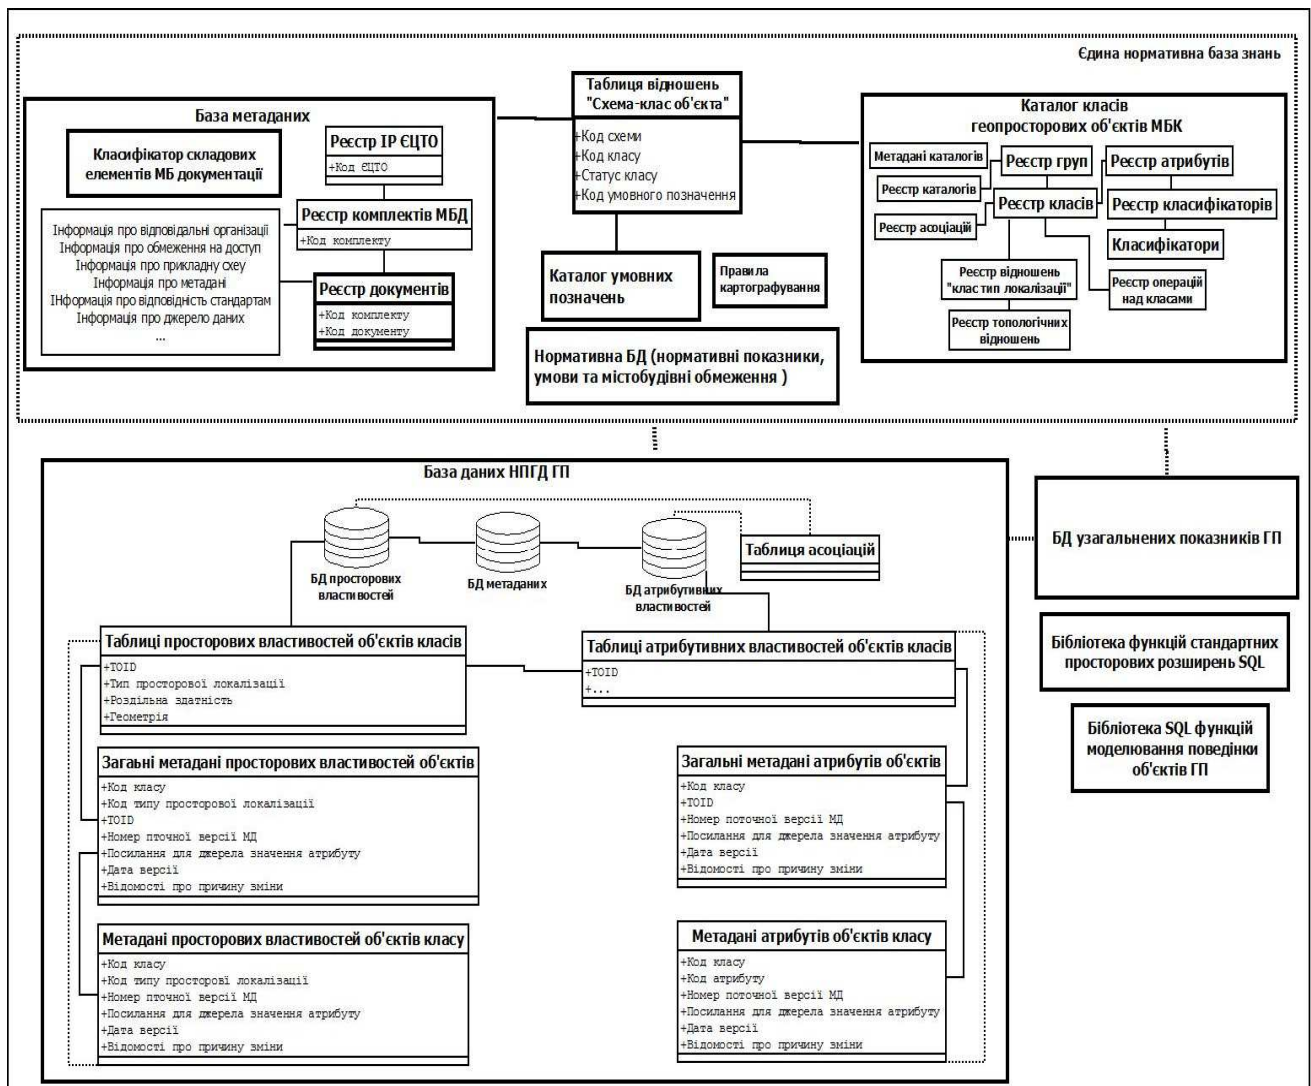 Єдина нормативна база знань
База метаданих
Класифікатор складових
елементів МБ документації
Реєстр ІР ЄЦТО
+Код ЄЦТО
Реєстр комплектів МБД
+Код комплекту
Інформація про відповідальні організації
Інформація про обмеження на доступ
Інформація про прикладну схеу
Інформація про метадані
ІНформація про відповідність стандартам
Інформація про джерело даних
...
Реєстр документів
+Код комплекту
+Код документу
Таблиця відношень
"Схема-клас об'єкта"
+Код схеми
+Код класу
+Статус класу
+Код умовного позначення
Каталог умовних
позначень
Правила
картографування
Нормативна БД (нормативні показники,
умови та містобудівні обмеження )
Каталог класів
геопросторових об'єктів МБК
Метадані каталогів
Реєстр каталогів
Реєстр асоціацій
Реєстр груп
Реєстр класів
Реєстр атрибутів
Реєстр класифікаторів
Класифікатори
Реєстр відношень
"клас тип локалізації"
Реєстр операцій
над класами
Реєстр топологічних
відношень
База даних НПГД ГП
БД просторових
властивостей
БД метаданих
БД атрибутивних
властивостей
Таблиця асоціацій
Таблиці просторових властивостей об'єктів класів
+TOID
+Тип просторової локалізації
+Роздільна здатність
+Геометрія
Таблиці атрибутивних властивостей об'єктів класів
+TOID
+...
Загаьні метадані просторових властивостей об'єктів
+Код класу
+Код типу просторової локалізації
+TOID
+Номер пточної версії МД
+Посилання для джерела значення атрибуту
+Дата версії
+Відомості про причину зміни
Загальні метадані атрибутів об'єктів
+Код класу
+TOID
+Номер поточної версії МД
+Посилання для джерела значення атрибуту
+Дата версії
+Відомості про причину зміни
Метадані просторових властивостей об'єктів класу
+Код класу
+Код типу просторові локалізації
+Номер пточної версії МД
+Посилання для джерела значення атрибуту
+Дата версії
+Відомості про причину зміни
Метадані атрибутів об'єктів класу
+Код класу
+Код атрибуту
+Номер поточної версії МД
+Посилання для джерела значення атрибуту
+Дата версії
+Відомості про причину зміни
БД узагальнених показників ГП
Бібліотека функцій стандартних
просторових розширень SQL
Бібліотека SQL функцій
моделювання поведінки
об'єктів ГП